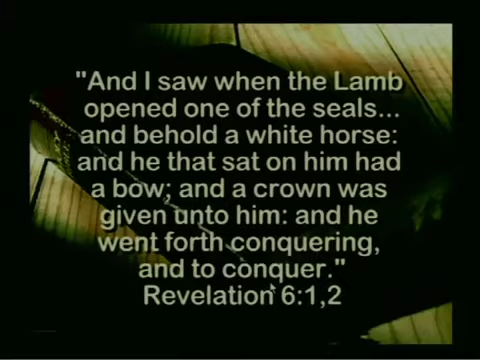 "And I saw when the Lamb
opened one of the seals...
and behold a white horse:
and he that sat on him had
a bow; and a crown was
given unto him: and he
went forth conquering,
and to conquer."
Revelation 6:1,2